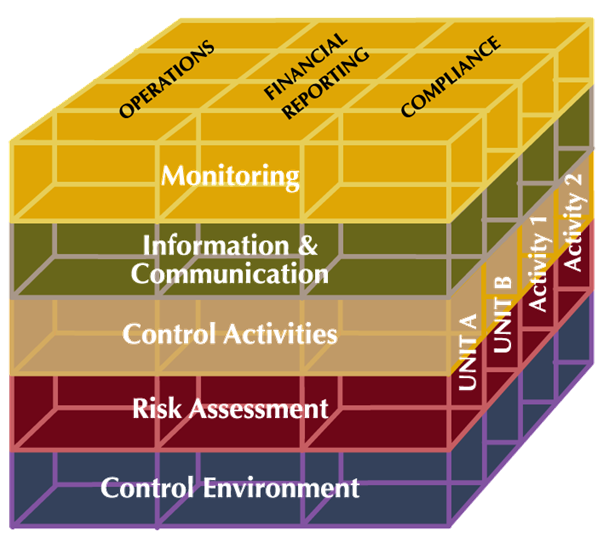 OPERATIONS
FINANCIAL
REPORTING
COMPLIANCE
Monitoring
Information &
Communication
Control Activities
Risk Assessment
Control Environment
UNIT A
UNIT B
Activity 1
Activity 2